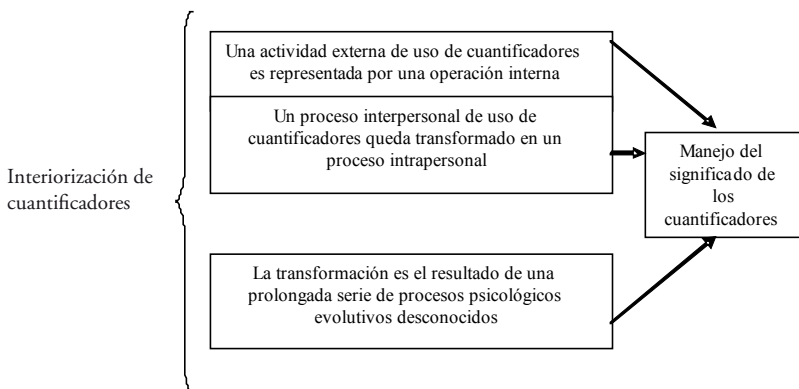 Una actividad externa de uso de cuantificadores
es representada por una operación interna
Un proceso interpersonal de uso de
cuantificadores queda transformado en un
proceso intrapersonal
Interiorización de
cuantificadores
Manejo del
significado de
los
cuantificadores
La transformación es el resultado de una
prolongada serie de procesos psicológicos
evolutivos desconocidos